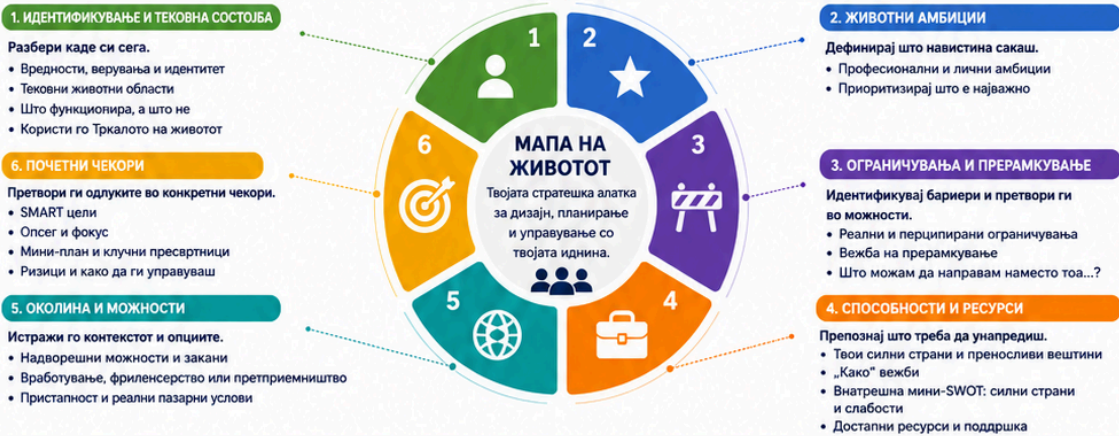 1. ИДЕНТИФИКУВАЊЕ И ТЕКОВНА СОСТОЈБА
Разбери каде си сега.
• Вредности, верувања и идентитет
• Тековни животни области
• Што функционира, а што не
• Користи го Тркалото на животот
6. ПОЧЕТНИ ЧЕКОРИ
Претвори ги одлуките во конкретни чекори.
• SMART цели
• Опсег и фокус
• Мини-план и клучни пресвртници
• Ризици и како да ги управуваш
5. ОКОЛИНА И МОЖНОСТИ
Истражи го контекстот и опциите.
• Надворешни можности и закани
• Вработување, фриленсерство или претприемништво
• Пристапност и реални пазарни услови
1
2
3
4
5
6
МАПА НА
ЖИВОТОТ
Твојата стратешка алатка
за дизајн, планирање
и управување со
твојата иднина.
2. ЖИВОТНИ АМБИЦИИ
Дефинирај што навистина сакаш.
• Професионални и лични амбиции
• Приоритизирај што е најважно
3. ОГРАНИЧУВАЊА И ПРЕРАМКУВАЊЕ
Идентификувај бариери и претвори ги
во можности.
• Реални и перципирани ограничувања
• Вежба на прерамкување
• Што можам да направам наместо тоа...?
4. СПОСОБНОСТИ И РЕСУРСИ
Препознај што треба да унапредиш.
• Твои силни страни и преносливи вештини
• „Како“ вежби
• Внатрешна мини-SWOT: силни страни
и слабости
• Достапни ресурси и поддршка